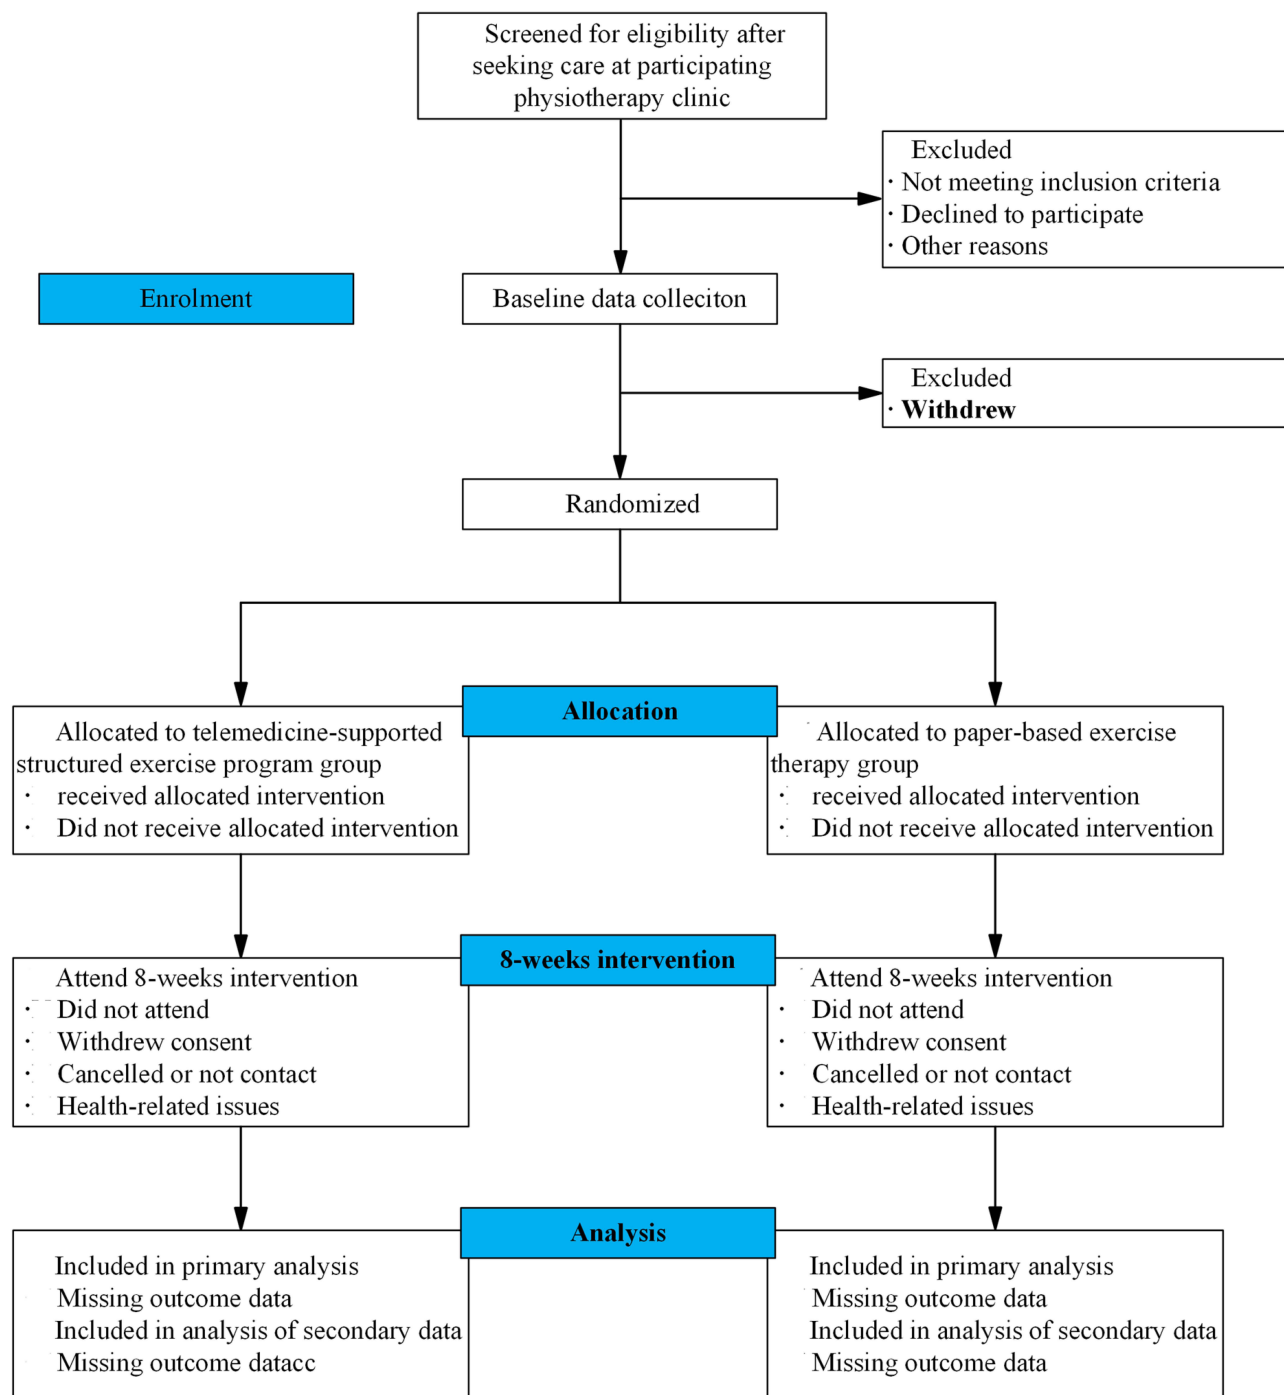 Screened for eligibility after
seeking care at participating
physiotherapy clinic
Excluded
· Not meeting inclusion criteria
· Declined to participate
· Other reasons
Enrolment
Baseline data colleciton
Excluded
· Withdrew
Randomized
Allocation
Allocated to telemedicine-supported
structured exercise program group
· received allocated intervention
· Did not receive allocated intervention
Allocated to paper-based exercise
therapy group
· received allocated intervention
· Did not receive allocated intervention
8-weeks intervention
Attend 8-weeks intervention
· Did not attend
· Withdrew consent
· Cancelled or not contact
· Health-related issues
Attend 8-weeks intervention
· Did not attend
· Withdrew consent
· Cancelled or not contact
· Health-related issues
Analysis
Included in primary analysis
Missing outcome data
Included in analysis of secondary data
Missing outcome datacc
Included in primary analysis
Missing outcome data
Included in analysis of secondary data
Missing outcome data